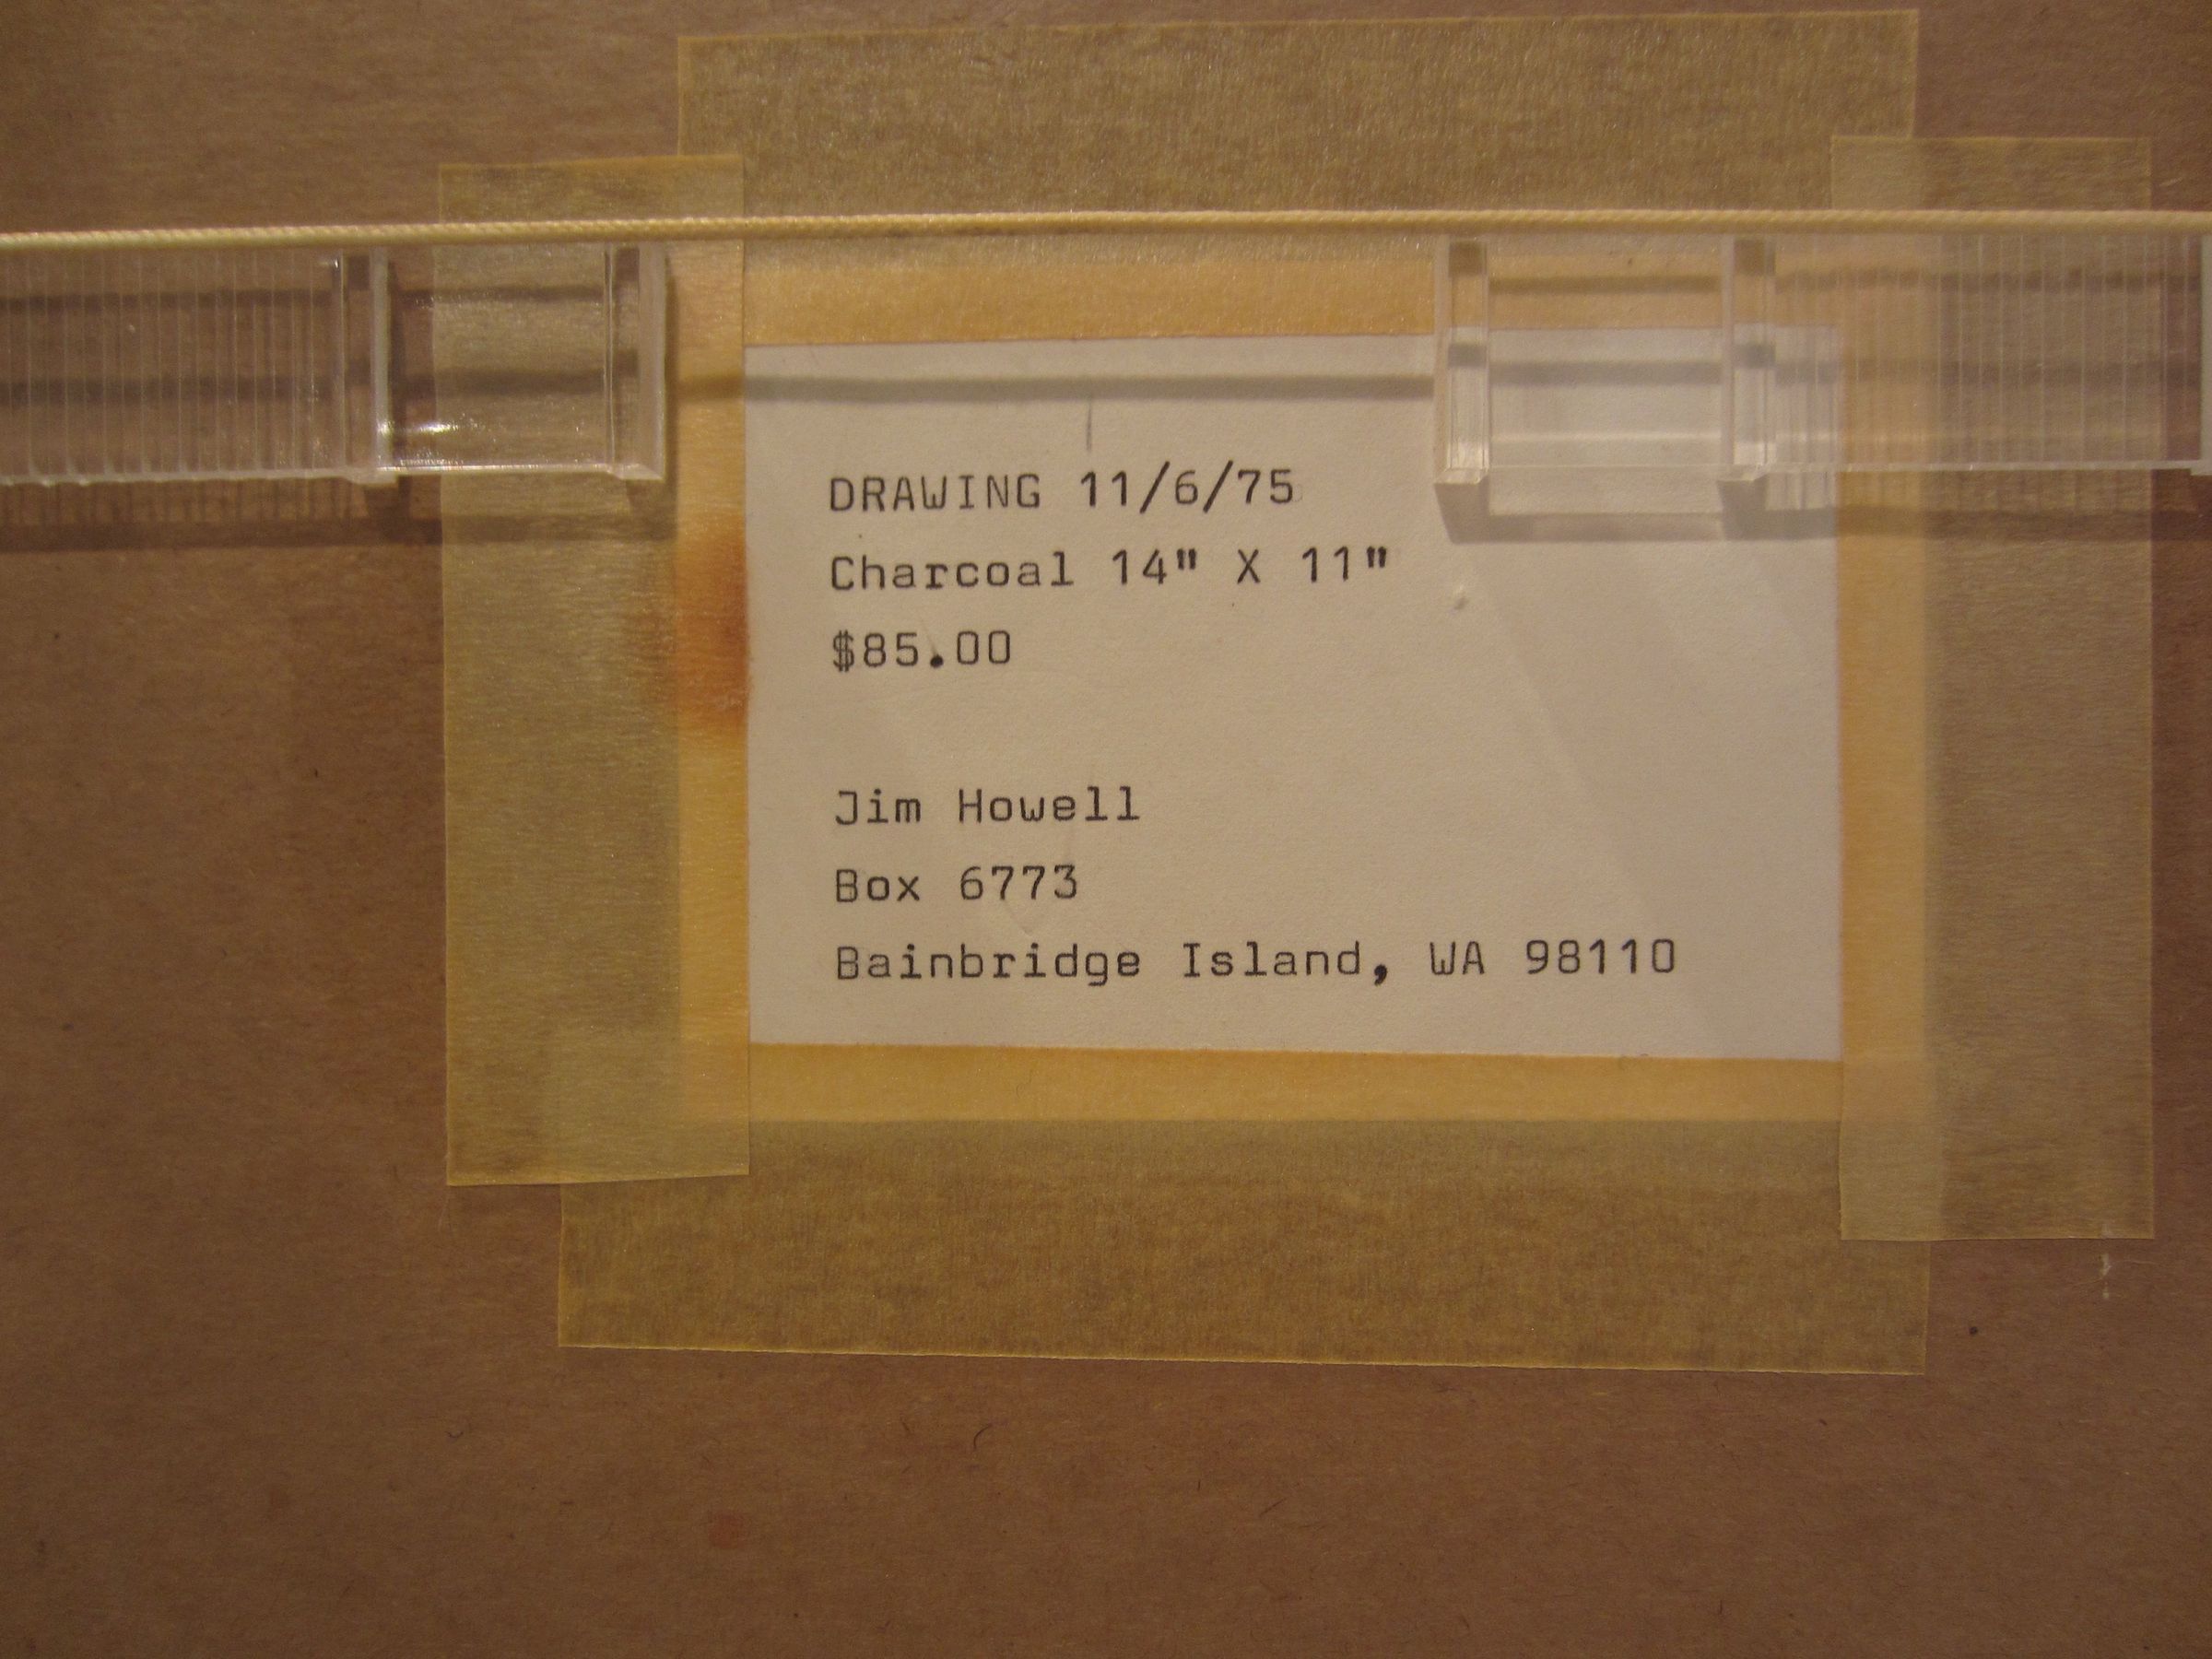 DRAWING 11/6/75
Charcoal 14" X 11"
$85.00
Jim Howell
Box 6773
Bainbridge Island, WA 98110